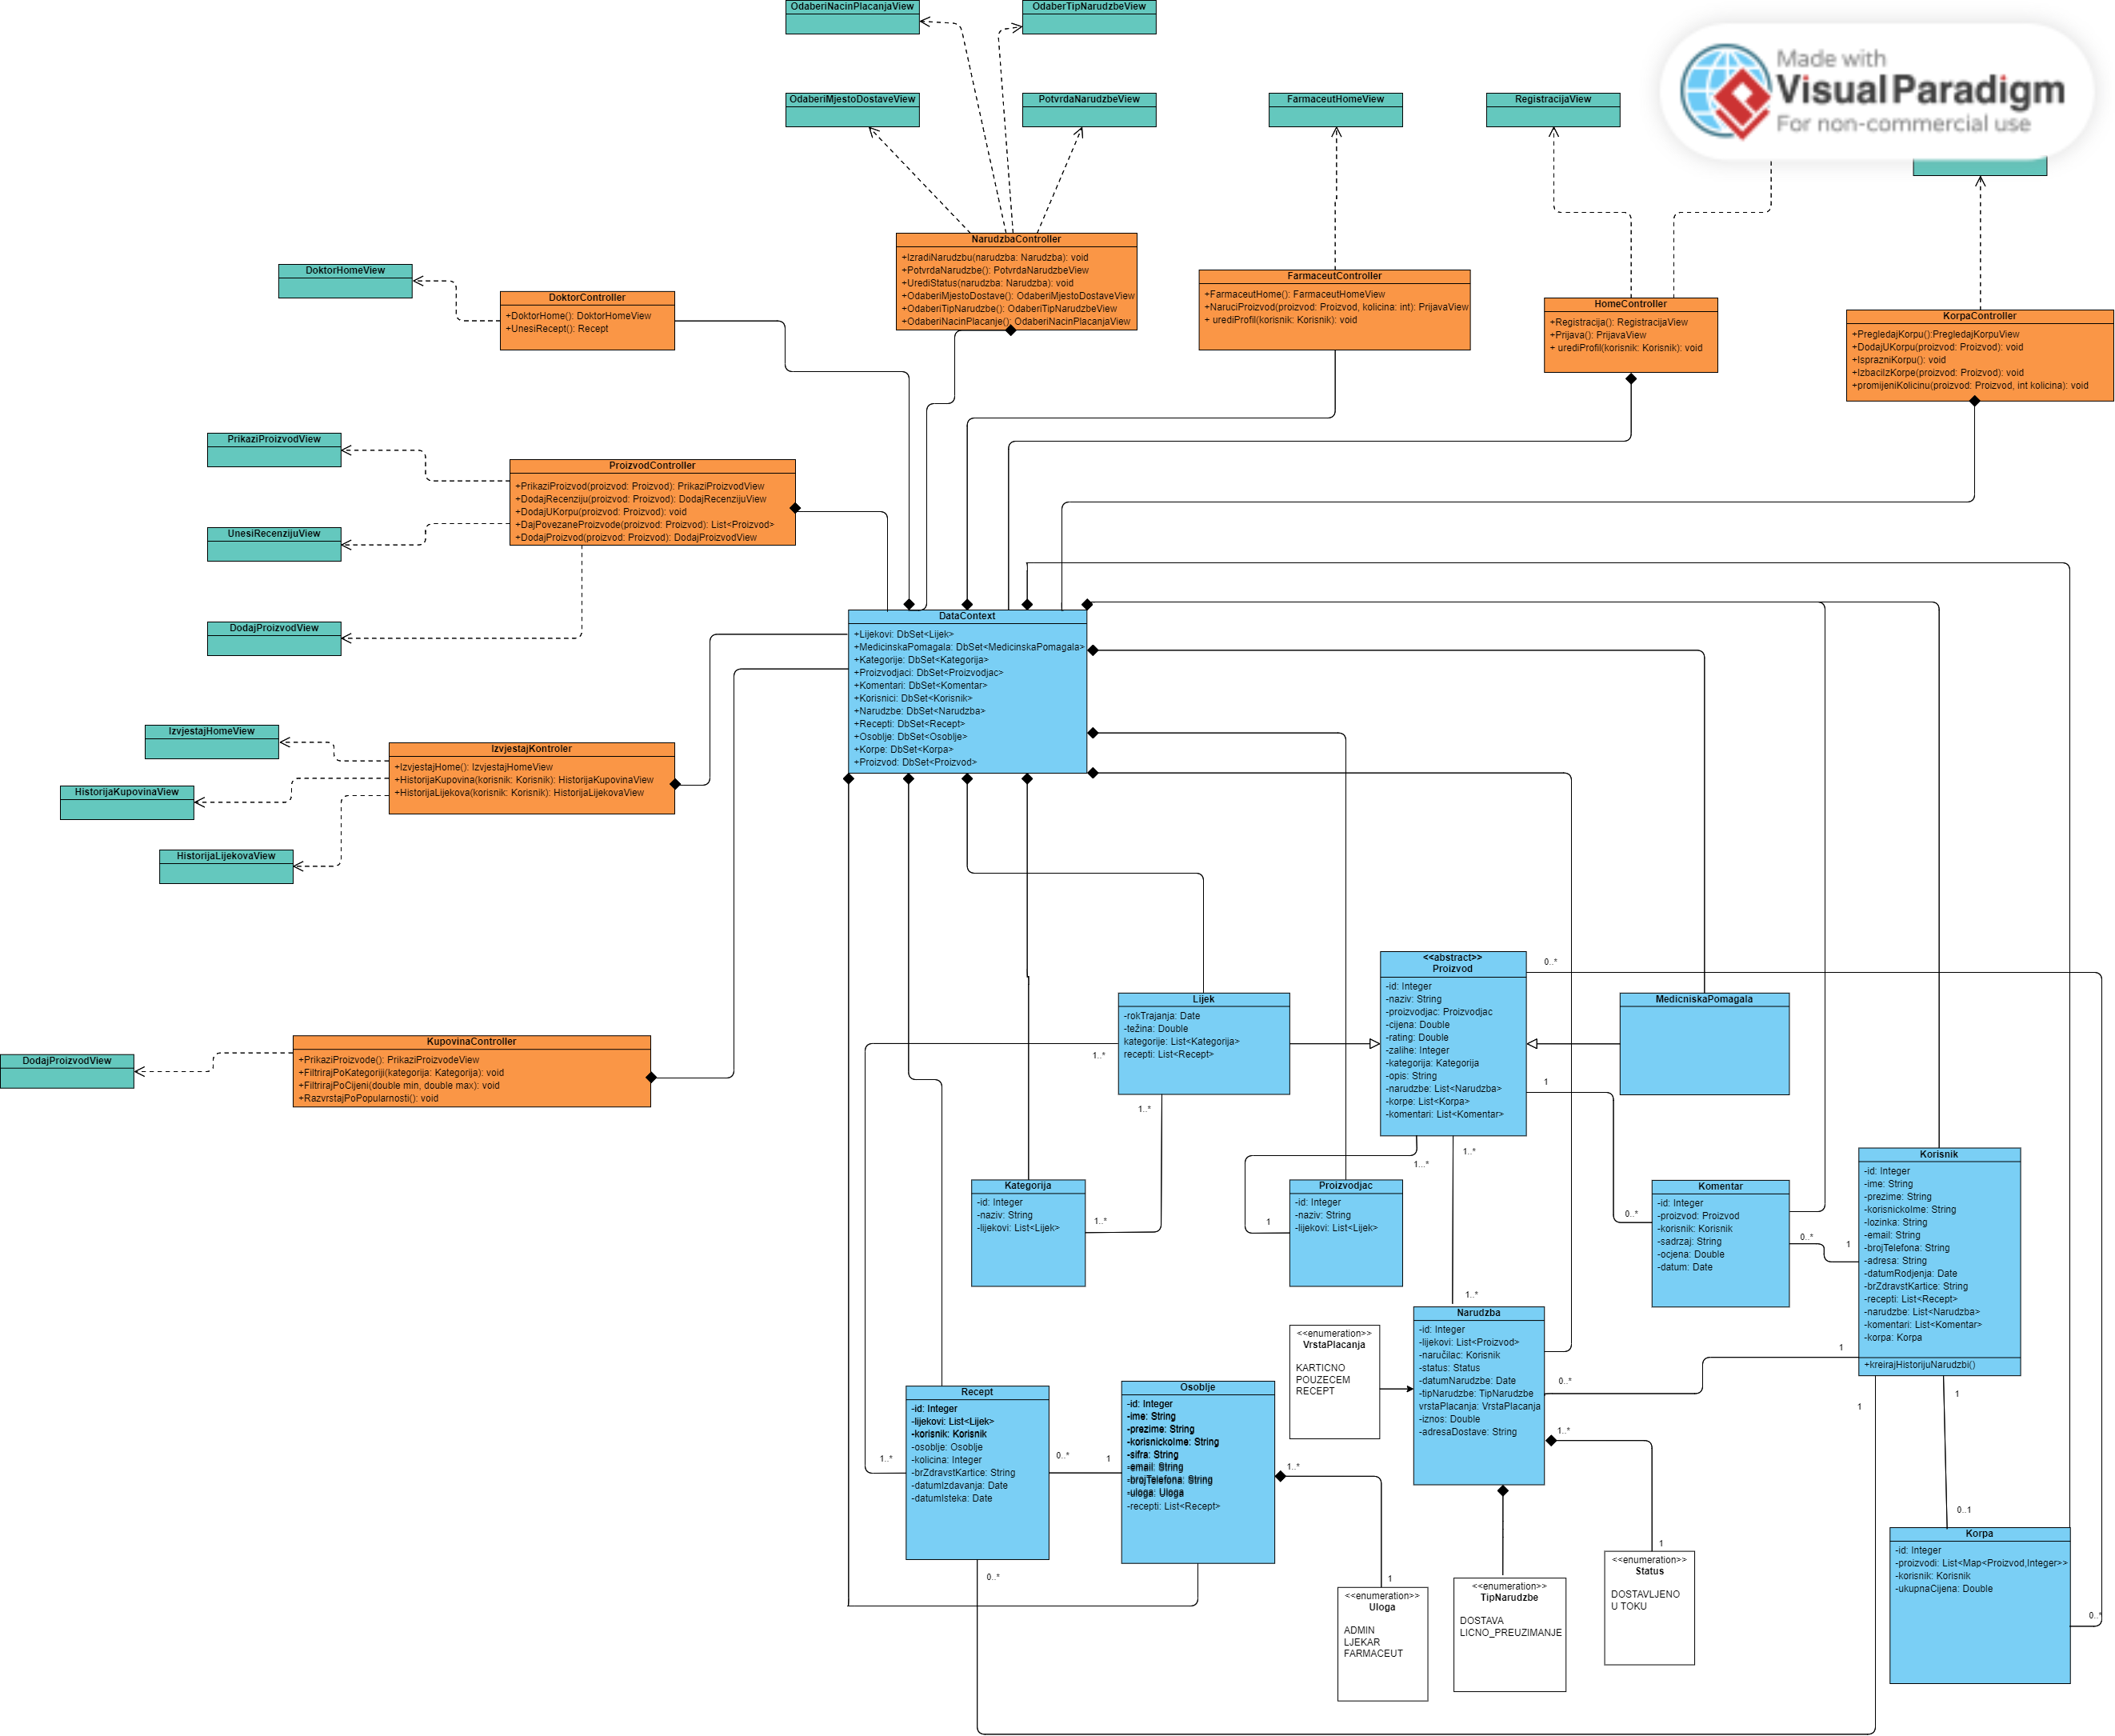 OdaberiNacinPlacanjaView
OdaberTipNarudzbeView
Made with
Visual Paradigm
For non-commercial use
OdaberiMjestoDostaveView
PotvrdaNarudzbeView
FarmaceutHomeView
RegistracijaView
NarudzbaController
+IzradiNarudzbu(narudzba: Narudzba): void
+PotvrdaNarudzbe(): PotvrdaNarudzbeView
+UrediStatus(narudzba: Narudzba): void
+OdaberiMjestoDostave(): OdaberiMjestoDostaveView
+OdaberiTipNarudzbe(): OdaberiTipNarudzbeView
+OdaberiNacinPlacanje(): OdaberiNacinPlacanjaView
DoktorHomeView
DoktorController
+DoktorHome(): DoktorHomeView
+UnesiRecept(): Recept
FarmaceutController
+FarmaceutHome(): FarmaceutHomeView
+NaruciProizvod(proizvod: Proizvod, kolicina: int): PrijavaView
+ urediProfil(korisnik: Korisnik): void
HomeController
+Registracija(): RegistracijaView
+Prijava(): PrijavaView
+ urediProfil(korisnik: Korisnik): void
KorpaController
+PregledajKorpu():PregledajKorpuView
+DodajUKorpu(proizvod: Proizvod): void
+IsprazniKorpu(): void
+IzbaciIzKorpe(proizvod: Proizvod): void
+promijeniKolicinu(proizvod: Proizvod, int kolicina): void
PrikaziProizvodView
ProizvodController
+PrikaziProizvod(proizvod: Proizvod): PrikaziProizvodView
+DodajRecenziju(proizvod: Proizvod): DodajRecenzijuView
+DodajUKorpu(proizvod: Proizvod): void
+DajPovezaneProizvode(proizvod: Proizvod): List<Proizvod>
+DodajProizvod(proizvod: Proizvod): DodajProizvodView
UnesiRecenzijuView
DodajProizvodView
DataContext
+Lijekovi: DbSet<Lijek>
+MedicinskaPomagala: DbSet<MedicinskaPomagala>
+Kategorije: DbSet<Kategorija>
+Proizvodjaci: DbSet<Proizvodjac>
+Komentari: DbSet<Komentar>
+Korisnici: DbSet<Korisnik>
+Narudzbe: DbSet<Narudzba>
+Recepti: DbSet<Recept>
+Osoblje: DbSet<Osoblje>
+Korpe: DbSet<Korpa>
+Proizvod: DbSet<Proizvod>
IzvjestajHomeView
IzvjestajKontroler
+IzvjestajHome(): IzvjestajHomeView
+HistorijaKupovina(korisnik: Korisnik): HistorijaKupovinaView
+HistorijaLijekova(korisnik: Korisnik): HistorijaLijekovaView
HistorijaKupovinaView
HistorijaLijekovaView
KupovinaController
+PrikaziProizvode(): PrikaziProizvodeView
+FiltrirajPoKategoriji(kategorija: Kategorija): void
+FiltrirajPoCijeni(double min, double max): void
+RazvrstajPoPopularnosti(): void
DodajProizvodView
Lijek
-rokTrajanja: Date
-težina: Double
kategorije: List<Kategorija>
recepti: List<Recept>
1..*
1..*
<<abstract>>
Proizvod
-id: Integer
-naziv: String
-proizvodjac: Proizvodjac
-cijena: Double
-rating: Double
-zalihe: Integer
-kategorija: Kategorija
-opis: String
-narudzbe: List<Narudzba>
-korpe: List<Korpa>
-komentari: List<Komentar>
0..*
1
1...*
1..*
MedicniskaPomagala
Kategorija
-id: Integer
-naziv: String
-lijekovi: List<Lijek>
1..*
Proizvodjac
-id: Integer
-naziv: String
-lijekovi: List<Lijek>
1
Komentar
-id: Integer
-proizvod: Proizvod
-korisnik: Korisnik
-sadrzaj: String
-ocjena: Double
-datum: Date
0..*
0..*
1
Korisnik
-id: Integer
-ime: String
-prezime: String
-korisnickoIme: String
-lozinka: String
-email: String
-brojTelefona: String
-adresa: String
-datumRodjenja: Date
-brZdravstKartice: String
-recepti: List<Recept>
-narudzbe: List<Narudzba>
-komentari: List<Komentar>
-korpa: Korpa
+kreirajHistorijuNarudzbi()
1
1
1
<<enumeration>>
VrstaPlacanja
KARTICNO
POUZECEM
RECEPT
1..*
Narudzba
-id: Integer
-lijekovi: List<Proizvod>
-naručilac: Korisnik
-status: Status
-datumNarudzbe: Date
-tipNarudzbe: TipNarudzbe
vrstaPlacanja: VrstaPlacanja
-iznos: Double
-adresaDostave: String
0..*
1..*
Recept
-id: Integer
-lijekovi: List<Lijek>
-korisnik: Korisnik
-osoblje: Osoblje
-kolicina: Integer
-brZdravstKartice: String
-datumIzdavanja: Date
-datumIsteka: Date
1..*
0..*
1
0..*
Osoblje
-id: Integer
-ime: String
-prezime: String
-korisnickoIme: String
-sifra: String
-email: String
-brojTelefona: String
-uloga: Uloga
-recepti: List<Recept>
1..*
1
<<enumeration>>
Uloga
ADMIN
LJEKAR
FARMACEUT
<<enumeration>>
TipNarudzbe
DOSTAVA
LICNO_PREUZIMANJE
1
<<enumeration>>
Status
DOSTAVLJENO
U TOKU
0..1
Korpa
-id: Integer
-proizvodi: List<Map<Proizvod,Integer>>
-korisnik: Korisnik
-ukupnaCijena: Double
0..*